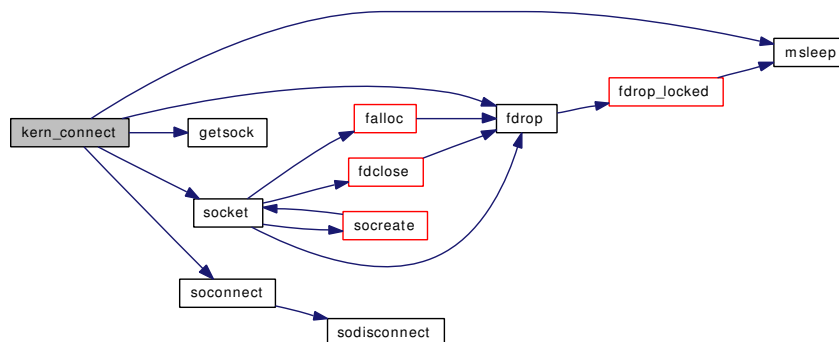 msleep
fdrop_locked
falloc
fdrop
kern_connect
getsock
fdclose
socket
socreate
soconnect
sodisconnect